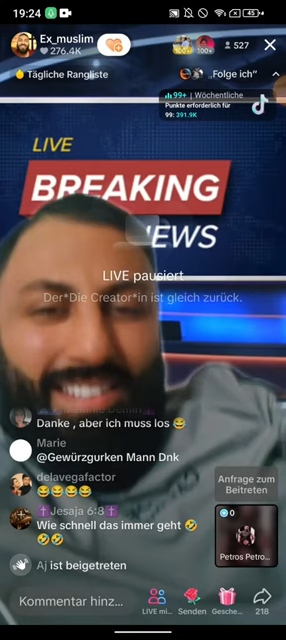 19:24
45
Ex_muslim
276.4K
100+
100+
527
Tägliche Rangliste
„Folge ich“
99+ | Wöchentliche
Punkte erforderlich für
99: 391.9K
LIVE
BREAKING
NEWS
LIVE pausiert
Der*Die Creator*in ist gleich zurück.
Danke , aber ich muss los 😂
Marie
@Gewürzgurken Mann Dnk
delavegafactor
😂😂😂😂
✝️Jesaja 6:8✝️
Wie schnell das immer geht 🤣
🤣🤣
Anfrage zum
Beitreten
0
Petros Petro...
Aj ist beigetreten
Kommentar hinz...
LIVE mi...
Senden
Gesche...
218